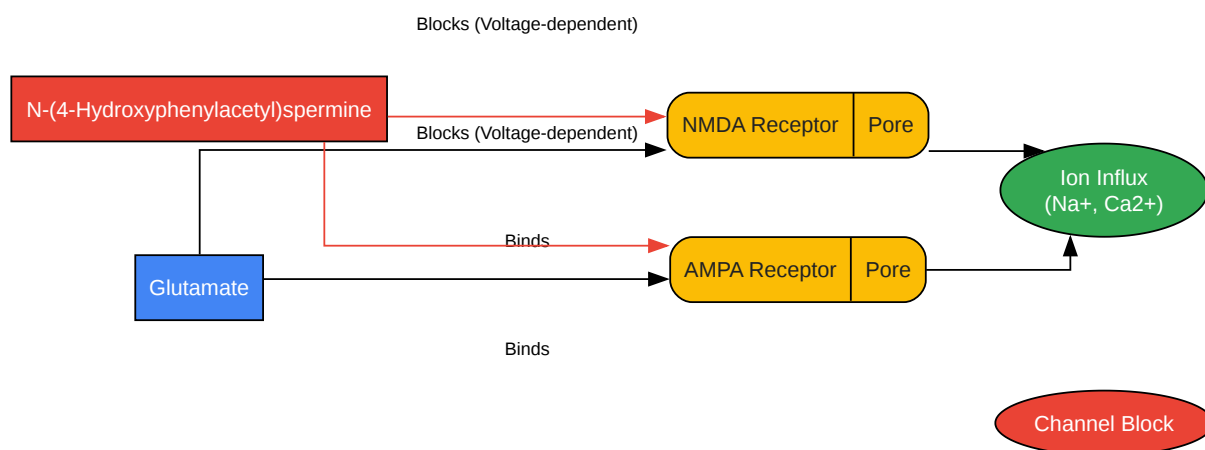 Blocks (Voltage-dependent)
N-(4-Hydroxyphenylacetyl)spermine
NMDA Receptor
Pore
Blocks (Voltage-dependent)
Ion Influx
(Na+, Ca2+)
Binds
AMPA Receptor
Pore
Glutamate
Binds
Channel Block